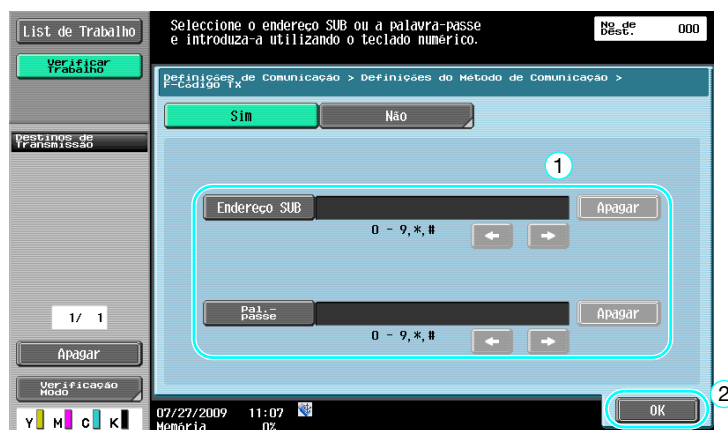 List de Trabalho
Seleccione o endereço SUB ou a palavra-passe
e introduza-a utilizando o teclado numérico.
No de
Dest.
000
Verificar
Trabalho
Definições de Comunicação > Definições do Método de Comunicação >
F-Código TX
Sim
Não
Destinos de
Transmissão
1
Endereço SUB
Apagar
0 - 9,*,#
Pal.-
passe
Apagar
0 - 9,*,#
1/ 1
Apagar
Verificação
Modo
2
OK
07/27/2009 11:07
Memória 0%
Y M C K